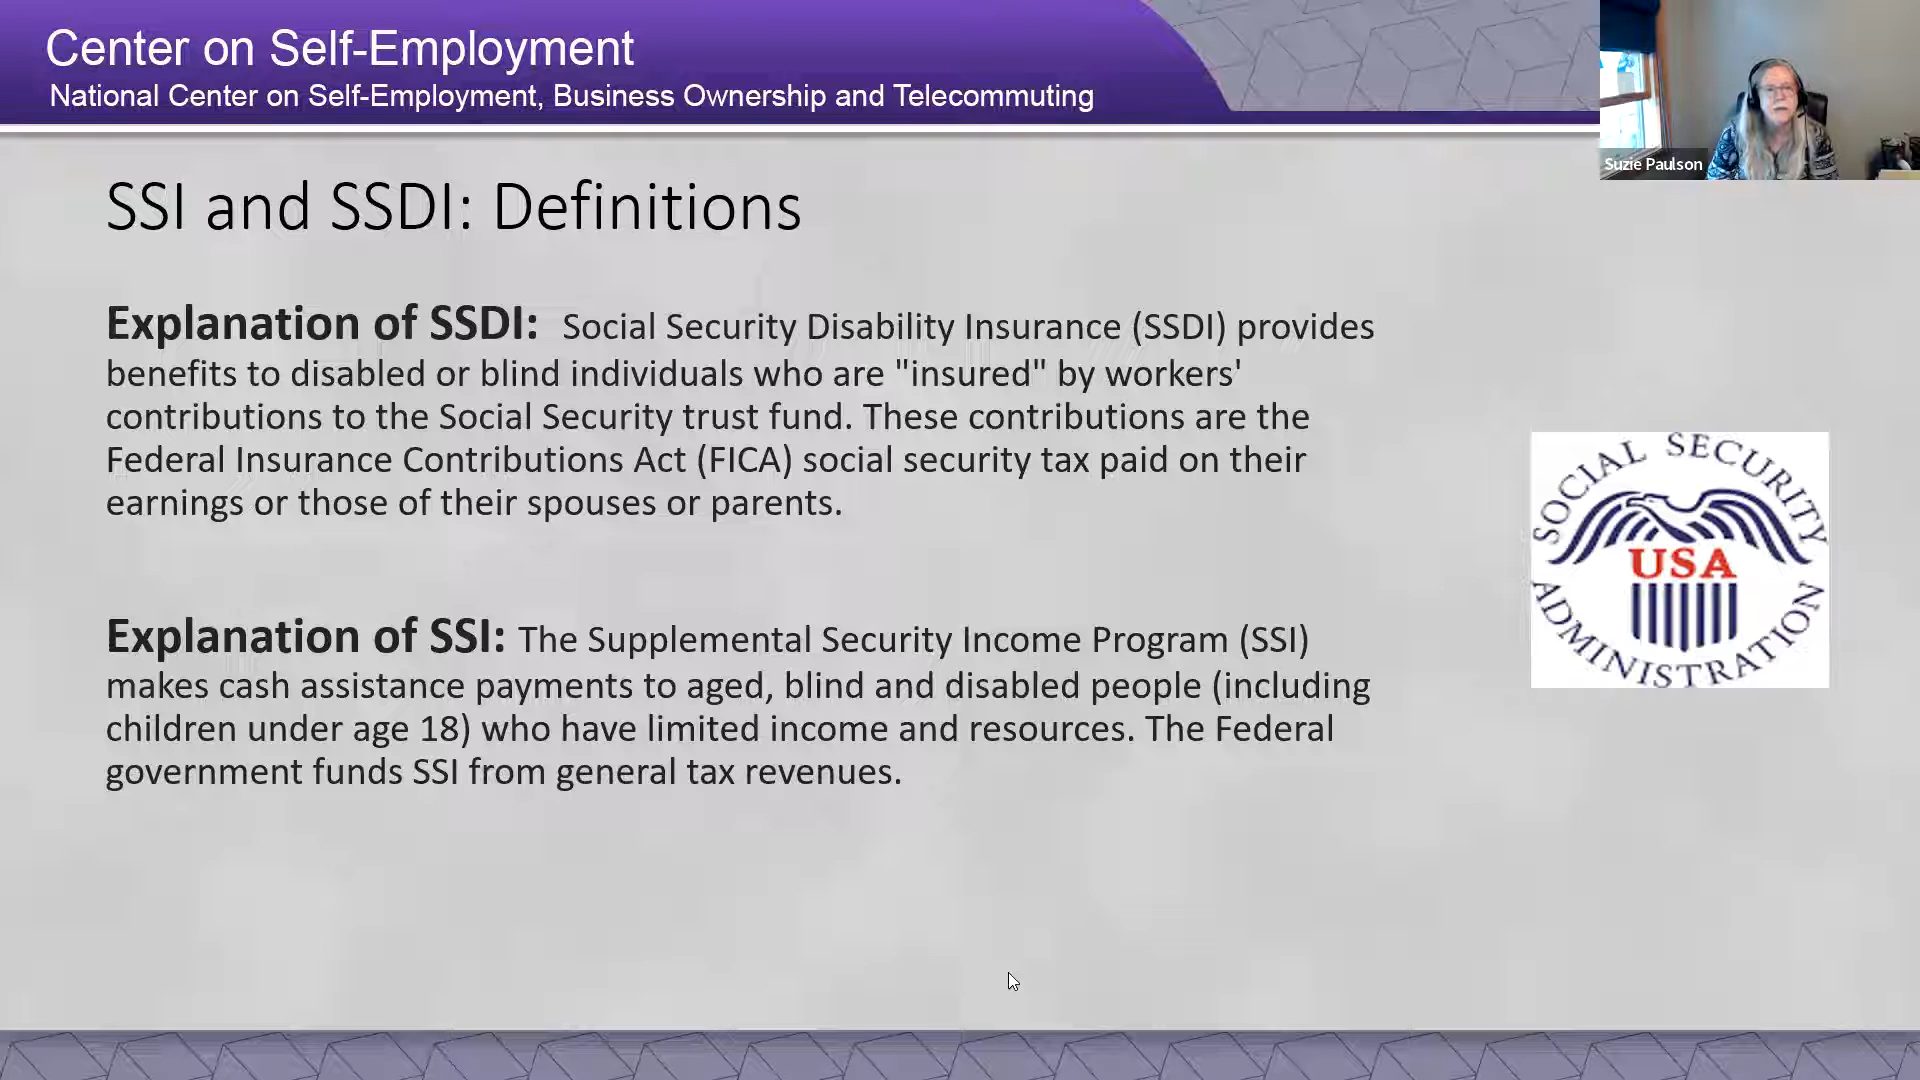 Center on Self-Employment
National Center on Self-Employment, Business Ownership and Telecommuting
Suzie Paulson
SSI and SSDI: Definitions
Explanation of SSDI: Social Security Disability Insurance (SSDI) provides
benefits to disabled or blind individuals who are "insured" by workers'
contributions to the Social Security trust fund. These contributions are the
Federal Insurance Contributions Act (FICA) social security tax paid on their
earnings or those of their spouses or parents.
Explanation of SSI: The Supplemental Security Income Program (SSI)
makes cash assistance payments to aged, blind and disabled people (including
children under age 18) who have limited income and resources. The Federal
government funds SSI from general tax revenues.
SOCIAL SECURITY
USA
ADMINISTRATION